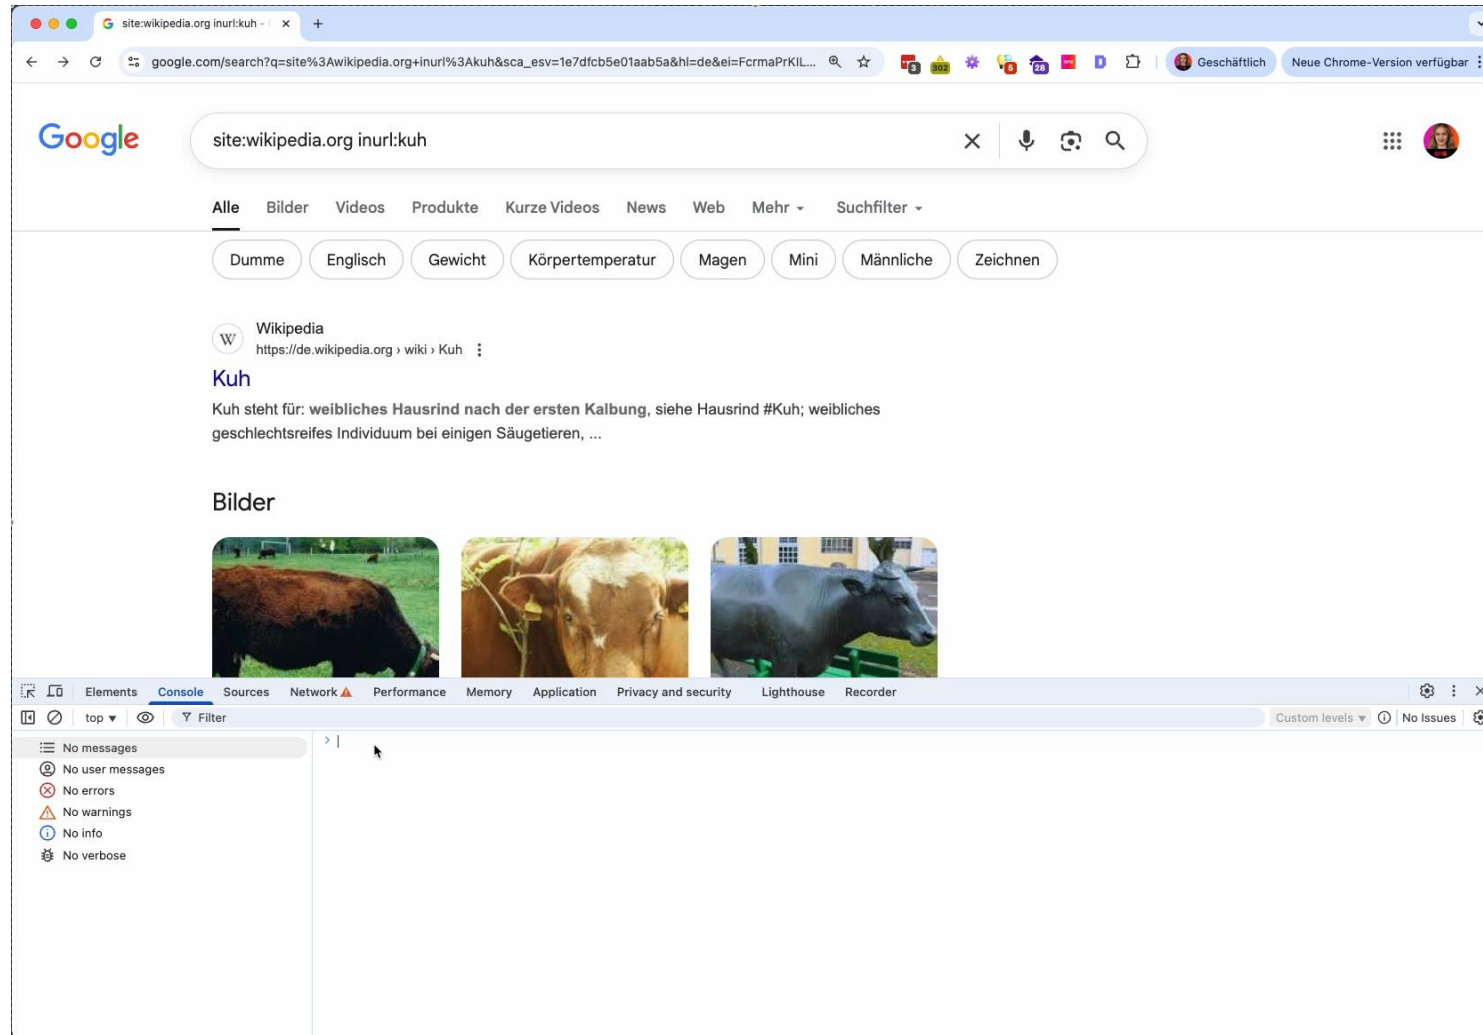 site:wikipedia.org inurl:kuh -
google.com/search?q=site%3Awikipedia.org+inurl%3Akuh&sca_esv=1e7dfcb5e01aab5a&hl=de&ei=FcrmaPrKIL...
3
302
5
28
D
Geschäftlich
Neue Chrome-Version verfügbar
Google
site:wikipedia.org inurl:kuh
Alle Bilder Videos Produkte Kurze Videos News Web Mehr Suchfilter
Dumme Englisch Gewicht Körpertemperatur Magen Mini Männliche Zeichnen
W
Wikipedia
https://de.wikipedia.org › wiki › Kuh
Kuh
Kuh steht für: weibliches Hausrind nach der ersten Kalbung, siehe Hausrind #Kuh; weibliches
geschlechtsreifes Individuum bei einigen Säugetieren, ...
Bilder
Elements Console Sources Network Performance Memory Application Privacy and security Lighthouse Recorder
top Filter Custom levels No Issues
No messages
No user messages
No errors
No warnings
No info
No verbose